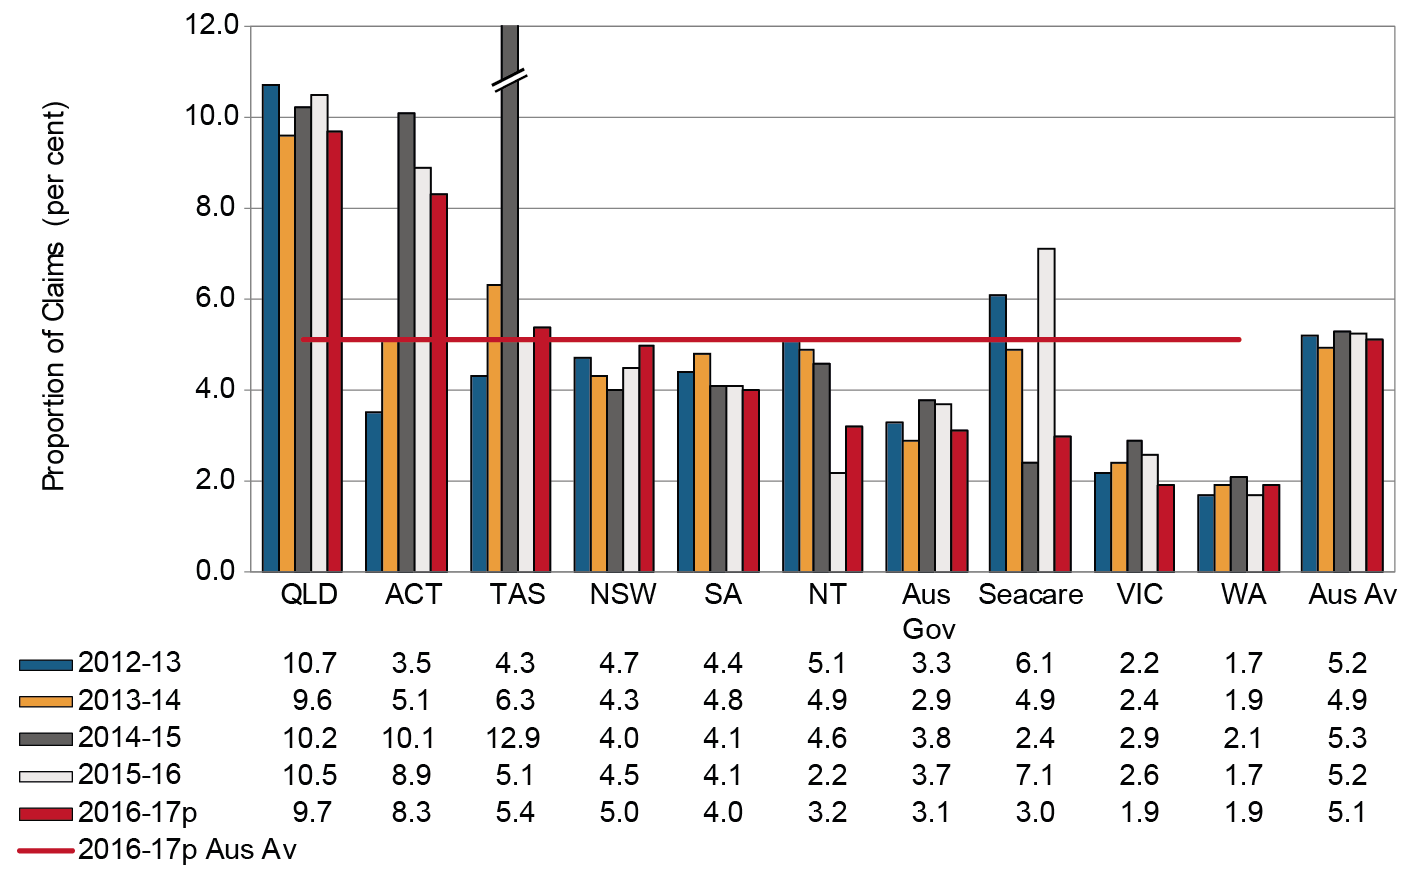 12.0
10.0
8.0
6.0
4.0
2.0
0.0
Proportion of Claims (per cent)
QLD ACT TAS NSW SA NT Aus Gov Seacare VIC WA Aus Av
2012-13 10.7 3.5 4.3 4.7 4.4 5.1 3.3 6.1 2.2 1.7 5.2
2013-14 9.6 5.1 6.3 4.3 4.8 4.9 2.9 4.9 2.4 1.9 4.9
2014-15 10.2 10.1 12.9 4.0 4.1 4.6 3.8 2.4 2.9 2.1 5.3
2015-16 10.5 8.9 5.1 4.5 4.1 2.2 3.7 7.1 2.6 1.7 5.2
2016-17p 9.7 8.3 5.4 5.0 4.0 3.2 3.1 3.0 1.9 1.9 5.1
2016-17p Aus Av